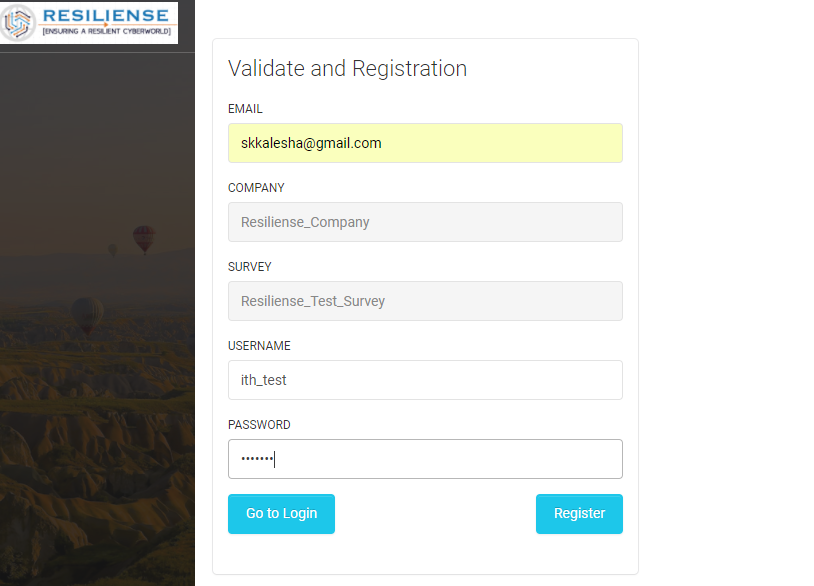 RESILIENSE
[ENSURING A RESILIENT CYBERWORLD]
Validate and Registration
EMAIL
skkalesha@gmail.com
COMPANY
Resiliense_Company
SURVEY
Resiliense_Test_Survey
USERNAME
ith_test
PASSWORD
•••••••
Go to Login
Register